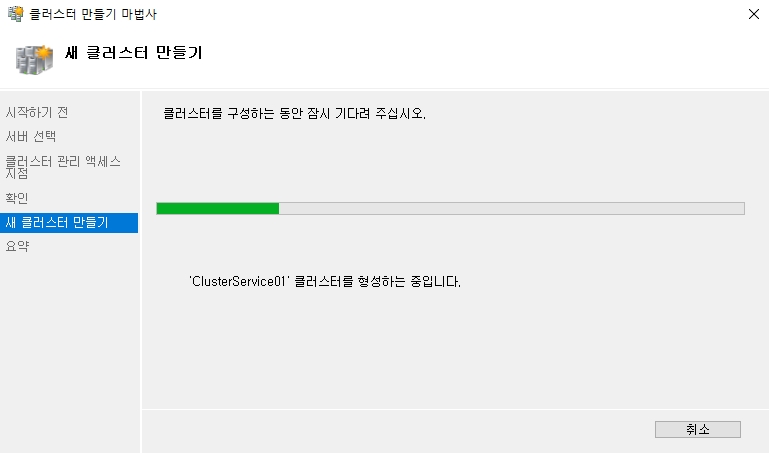 클러스터 만들기 마법사
새 클러스터 만들기
시작하기 전
서버 선택
클러스터 관리 액세스
지점
확인
새 클러스터 만들기
요약
클러스터를 구성하는 동안 잠시 기다려 주십시오.
'ClusterService01' 클러스터를 형성하는 중입니다.
취소